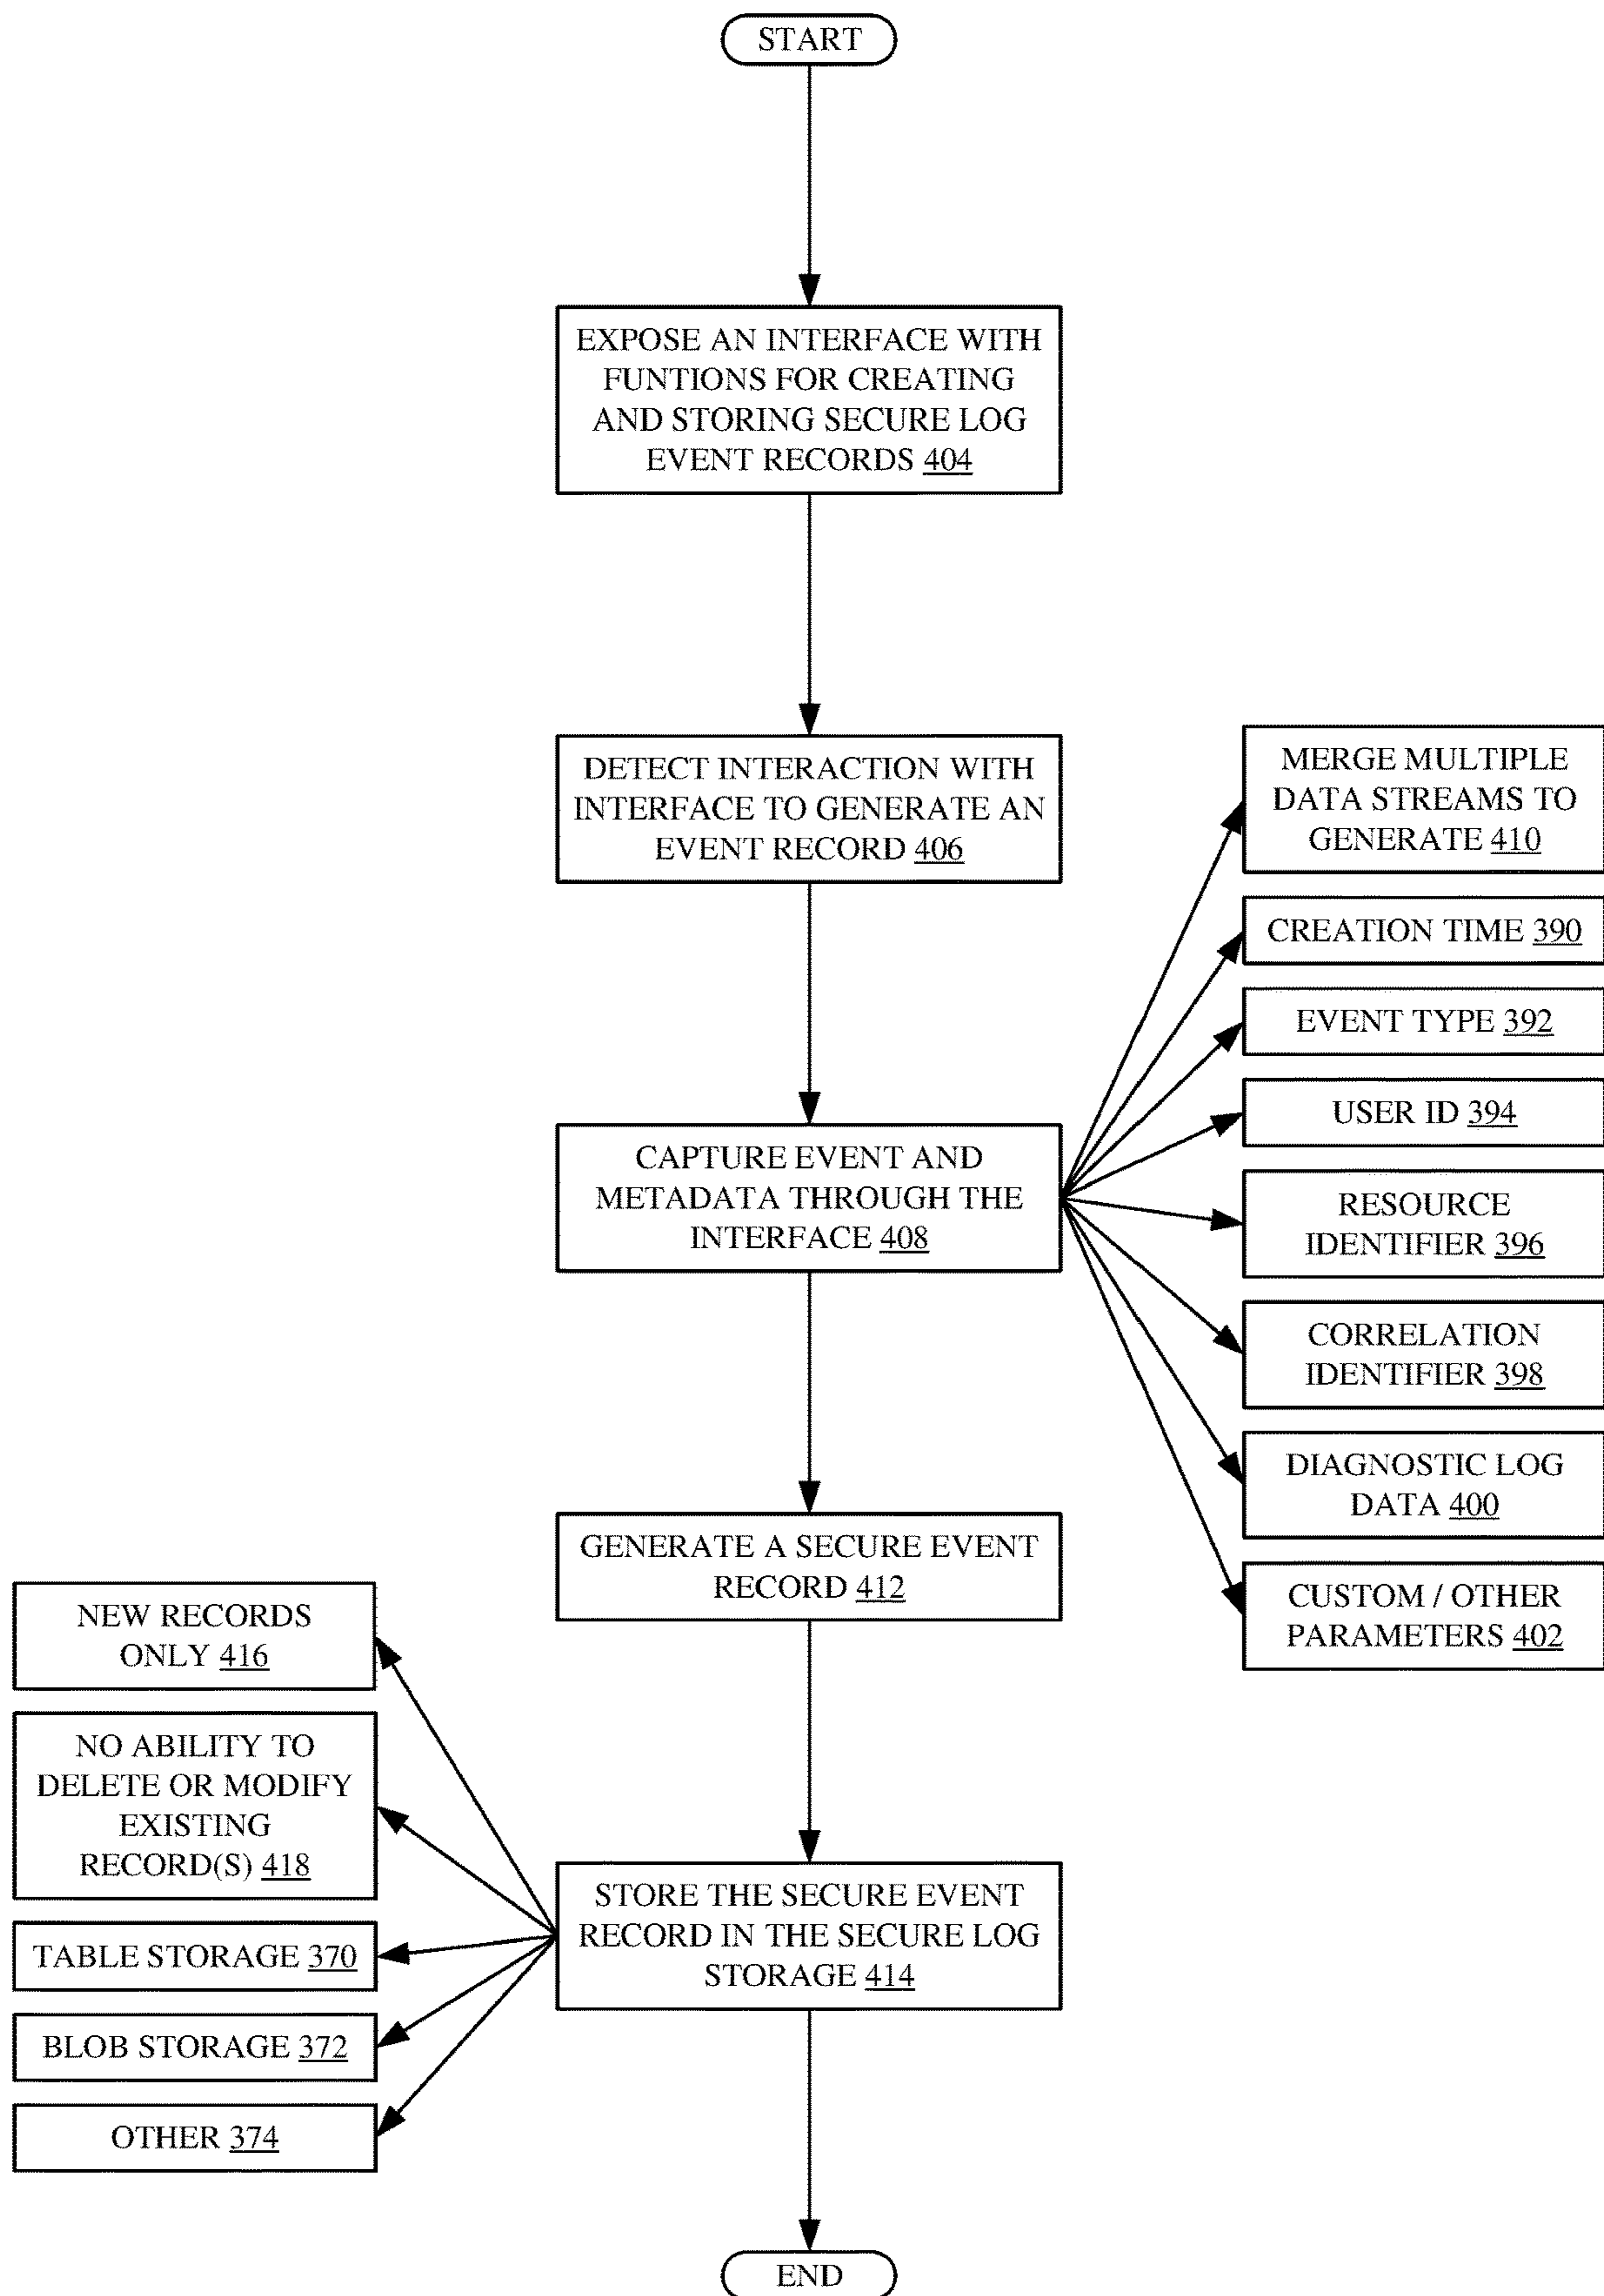 START
EXPOSE AN INTERFACE WITH
FUNTIONS FOR CREATING
AND STORING SECURE LOG
EVENT RECORDS 404
DETECT INTERACTION WITH
INTERFACE TO GENERATE AN
EVENT RECORD 406
CAPTURE EVENT AND
METADATA THROUGH THE
INTERFACE 408
MERGE MULTIPLE
DATA STREAMS TO
GENERATE 410
CREATION TIME 390
EVENT TYPE 392
USER ID 394
RESOURCE
IDENTIFIER 396
CORRELATION
IDENTIFIER 398
DIAGNOSTIC LOG
DATA 400
CUSTOM / OTHER
PARAMETERS 402
GENERATE A SECURE EVENT
RECORD 412
STORE THE SECURE EVENT
RECORD IN THE SECURE LOG
STORAGE 414
NEW RECORDS
ONLY 416
NO ABILITY TO
DELETE OR MODIFY
EXISTING
RECORD(S) 418
TABLE STORAGE 370
BLOB STORAGE 372
OTHER 374
END